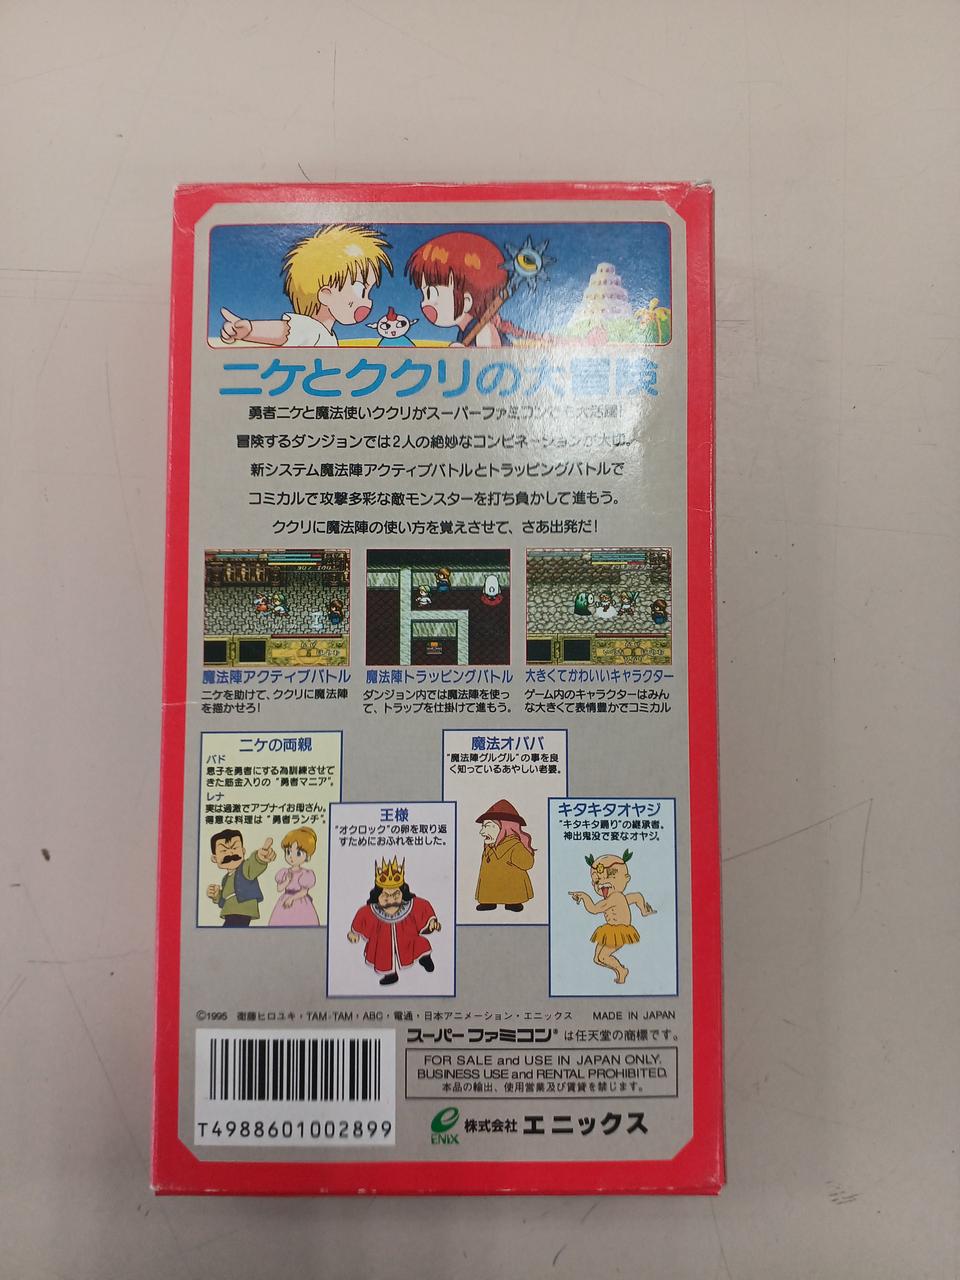 ニケとククリの大冒険
勇者ニケと魔法使いククリがスーパーファミコンでも大活躍!
冒険するダンジョンでは2人の絶妙なコンビネーションが大切。
新システム魔法陣アクティブバトルとトラッピングバトルで
コミカルで攻撃多彩な敵モンスターを打ち負かして進もう。
ククリに魔法陣の使い方を覚えさせて、さあ出発だ!
魔法陣アクティブバトル
ニケを助けて、ククリに魔法陣
を描かせろ!
魔法陣トラッピングバトル
ダンジョン内では魔法陣を使っ
て、トラップを仕掛けて進もう。
大きくてかわいいキャラクター
ゲーム内のキャラクターはみん
な大きくて表情豊かでコミカル
ニケの両親
バド
息子を勇者にする為訓練させて
きた筋金入りの“勇者マニア”。
レナ
実は過激でアブナイお母さん。
得意な料理は“勇者ランチ”。
王様
“オクロック”の卵を取り返
すためにおふれを出した。
魔法オババ
“魔法陣グルグル”の事を良
く知っているあやしい老婆。
キタキタオヤジ
“キタキタ踊り”の継承者。
神出鬼没で変なオヤジ。
©1995 衛藤ヒロユキ・TAM・TAM・ABC・電通・日本アニメーション・エニックス MADE IN JAPAN
スーパーファミコン®は任天堂の商標です。
FOR SALE and USE IN JAPAN ONLY.
BUSINESS USE and RENTAL PROHIBITED.
本品の輸出、使用営業及び賃貸を禁じます。
T4988601002899
ENIX 株式会社エニックス